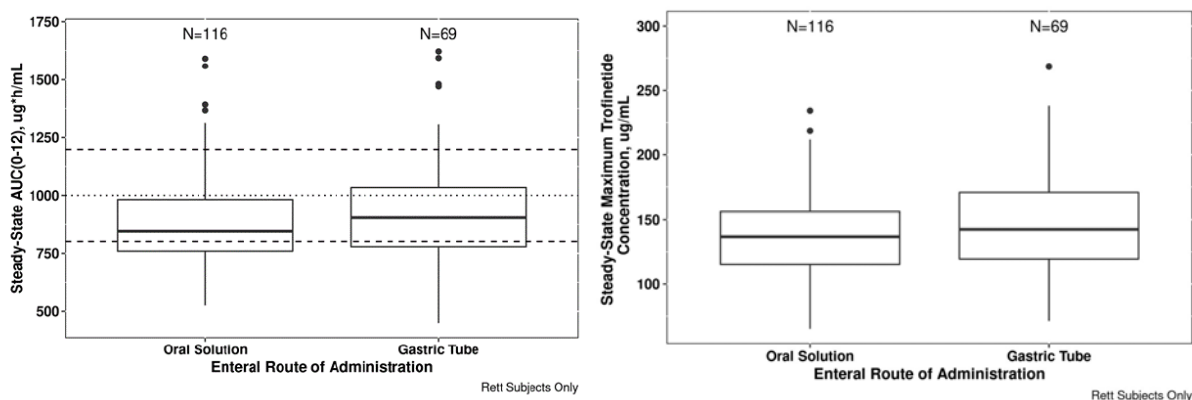 Steady-State AUC(0-12), ug*h/mL
1750
1500
1250
1000
750
500
N=116
N=69
Oral Solution
Gastric Tube
Enteral Route of Administration
Rett Subjects Only
Steady-State Maximum Trofinetide
Concentration, ug/mL
300
250
200
150
100
N=116
N=69
Oral Solution
Gastric Tube
Enteral Route of Administration
Rett Subjects Only